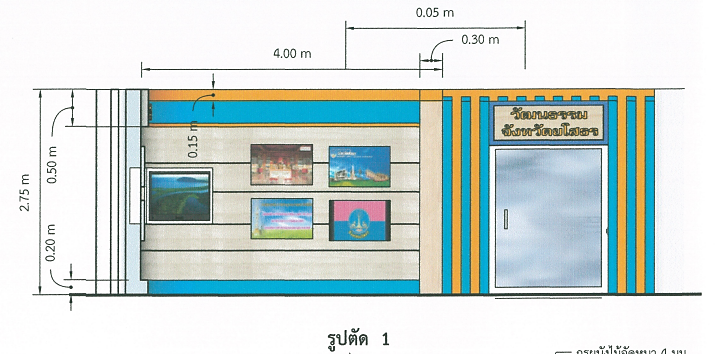 0.05 m
0.30 m
4.00 m
0.15 m
0.50 m
2.75 m
0.20 m
วัฒนธรรม
จังหวัดยโสธร
รูปตัด 1